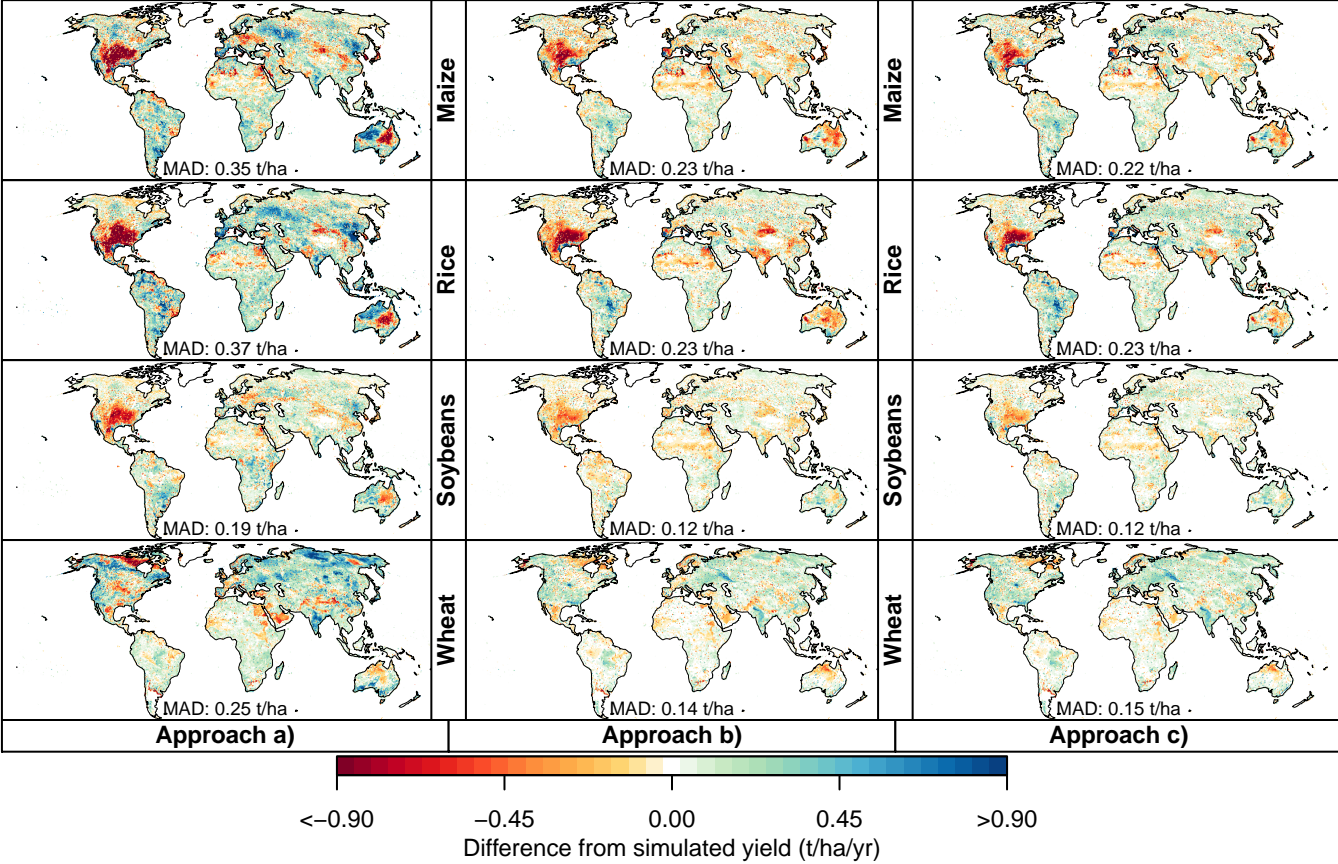 Maize
Maize
MAD: 0.35 t/ha
MAD: 0.23 t/ha
MAD: 0.22 t/ha
Rice
Rice
MAD: 0.37 t/ha
MAD: 0.23 t/ha
MAD: 0.23 t/ha
Soybeans
Soybeans
MAD: 0.19 t/ha
MAD: 0.12 t/ha
MAD: 0.12 t/ha
Wheat
Wheat
MAD: 0.25 t/ha
MAD: 0.14 t/ha
MAD: 0.15 t/ha
Approach a)
Approach b)
Approach c)
<−0.90 −0.45 0.00 0.45 >0.90
Difference from simulated yield (t/ha/yr)